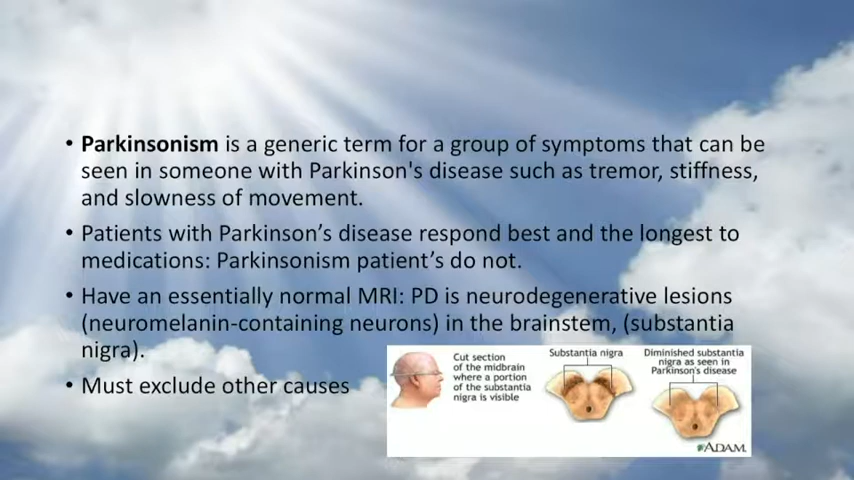 • Parkinsonism is a generic term for a group of symptoms that can be
seen in someone with Parkinson's disease such as tremor, stiffness,
and slowness of movement.
• Patients with Parkinson’s disease respond best and the longest to
medications: Parkinsonism patient’s do not.
• Have an essentially normal MRI: PD is neurodegenerative lesions
(neuromelanin-containing neurons) in the brainstem, (substantia
nigra).
• Must exclude other causes
Cut section
of the midbrain
where a portion
of the substantia
nigra is visible
Substantia nigra
Diminished substantia
nigra as seen in
Parkinson's disease
ADAM